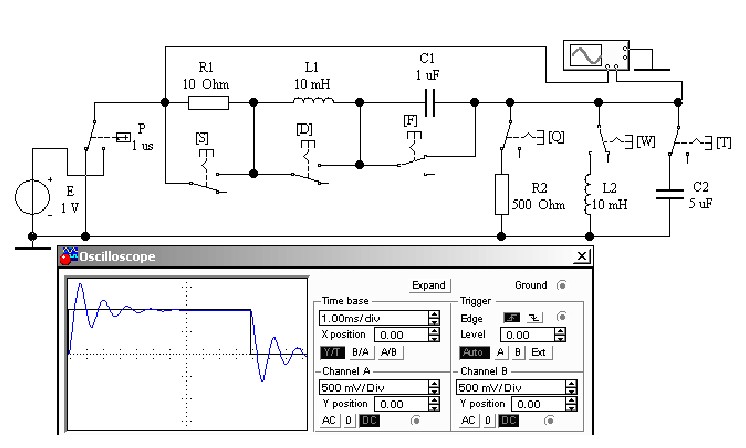 C1
1 uF
R1
10 Ohm
L1
10 mH
P
1 us
[S]
[D]
[F]
[Q]
[W]
[T]
E
1 V
R2
500 Ohm
L2
10 mH
C2
5 uF
Oscilloscope
Expand
Ground
Time base
1.00ms/div
X position 0.00
Y/T B/A A/B
Trigger
Edge
Level 0.00
Auto A B Ext
Channel A
500 mV/Div
Y position 0.00
AC 0 DC
Channel B
500 mV/Div
Y position 0.00
AC 0 DC